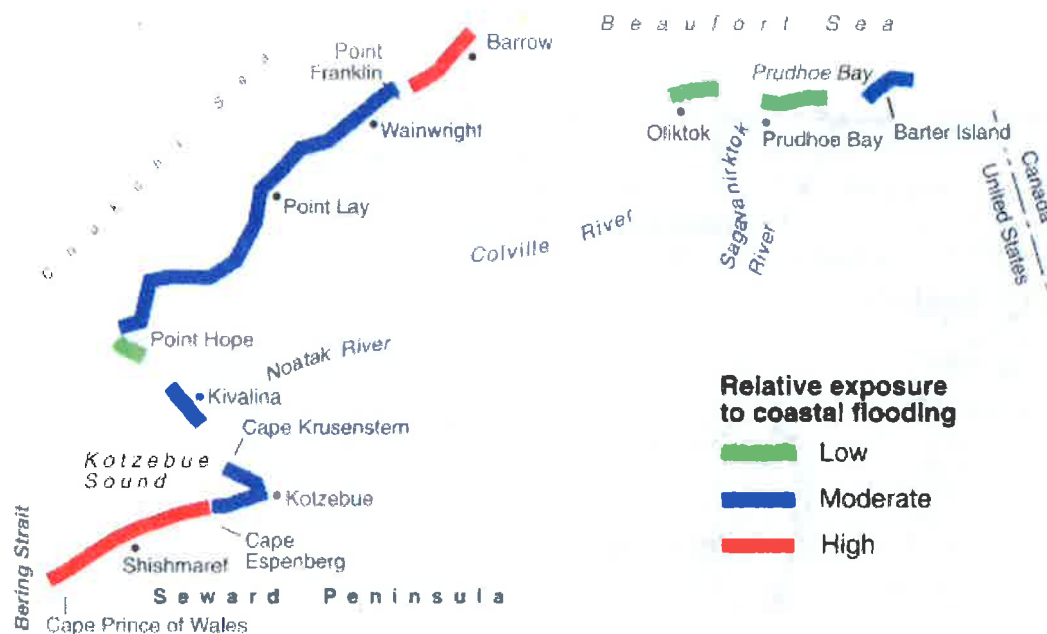 Beaufort Sea
Chukchi Sea
Point
Franklin
Barrow
Prudhoe Bay
Wainwright
Oliktok
Prudhoe Bay
Barter Island
Point Lay
Colville River
Sagavanirktok
River
Canada
United States
Point Hope
Noatak River
Kivalina
Cape Krusenstern
Kotzebue
Sound
Kotzebue
Cape
Espenberg
Shishmaref
Bering Strait
Seward Peninsula
Cape Prince of Wales
Relative exposure
to coastal flooding
Low
Moderate
High